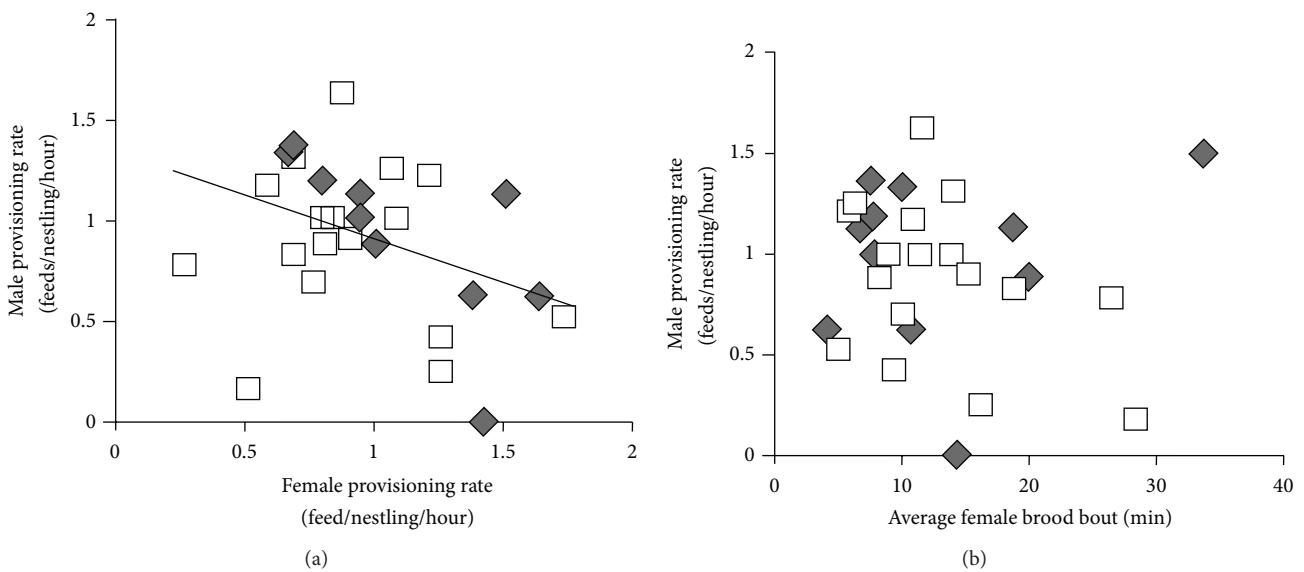 2
1.5
1
0.5
0
0
0.5
1
1.5
2
Male provisioning rate
(feeds/nestling/hour)
Female provisioning rate
(feed/nestling/hour)
(a)
2
1.5
1
0.5
0
0
10
20
30
40
Male provisioning rate
(feeds/nestling/hour)
Average female brood bout (min)
(b)